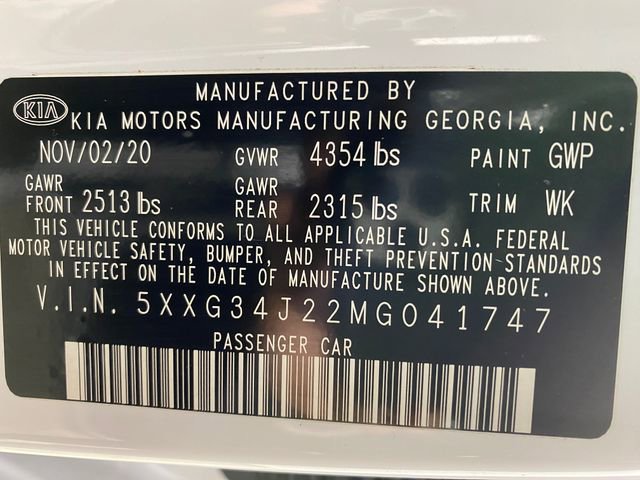 MANUFACTURED BY
KIA KIA MOTORS MANUFACTURING GEORGIA, INC.
NOV/02/20 GVWR 4354 lbs PAINT GWP
GAWR FRONT 2513 lbs GAWR REAR 2315 lbs TRIM WK
THIS VEHICLE CONFORMS TO ALL APPLICABLE U.S.A. FEDERAL
MOTOR VEHICLE SAFETY, BUMPER, AND THEFT PREVENTION STANDARDS
IN EFFECT ON THE DATE OF MANUFACTURE SHOWN ABOVE.
V.I.N. 5XXG34J22MG041747
PASSENGER CAR